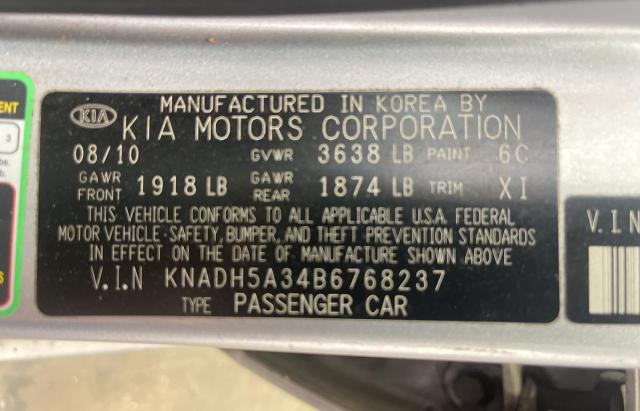 MANUFACTURED IN KOREA BY
KIA KIA MOTORS CORPORATION
08/10 GVWR 3638 LB PAINT 6C
GAWR FRONT 1918 LB GAWR REAR 1874 LB TRIM XI
THIS VEHICLE CONFORMS TO ALL APPLICABLE U.S.A. FEDERAL
MOTOR VEHICLE SAFETY, BUMPER, AND THEFT PREVENTION STANDARDS
IN EFFECT ON THE DATE OF MANUFACTURE SHOWN ABOVE
V.I.N KNADH5A34B6768237
TYPE PASSENGER CAR
V.I.N
3